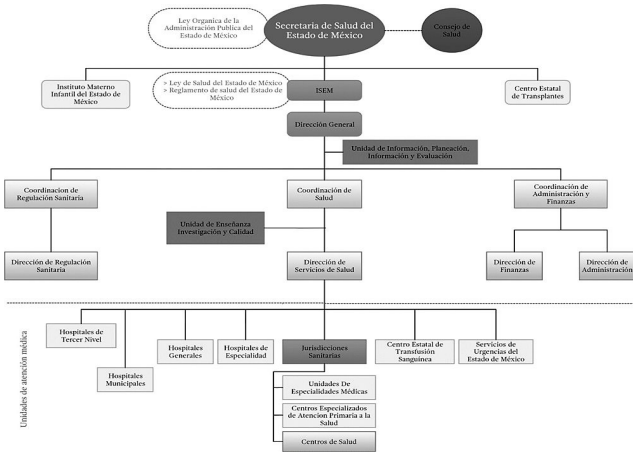 Ley Organica de la
Administración Publica del
Estado de México
Secretaría de Salud del
Estado de México
Consejo de
Salud
Instituto Materno
Infantil del Estado de
México
> Ley de Salud del Estado de México
> Reglamento de salud del Estado de
México
ISEM
Centro Estatal
de Transplantes
Dirección General
Unidad de Información, Planeación,
Información y Evaluación
Coordinacion de
Regulación Sanitaria
Coordinación de
Salud
Coordinación de
Administración y
Finanzas
Unidad de Enseñanza
Investigación y Calidad
Dirección de Regulación
Sanitaria
Dirección de
Servicios de Salud
Dirección de
Finanzas
Dirección de
Administración
Unidades de atención médica
Hospitales de
Tercer Nivel
Hospitales
Municipales
Hospitales
Generales
Hospitales de
Especialidad
Jurisdicciones
Sanitarias
Centro Estatal de
Transfusión
Sanguinea
Servicios de
Urgencias del
Estado de México
Unidades De
Especialidades Médicas
Centros Especializados
de Atencion Primaria a la
Salud
Centros de Salud